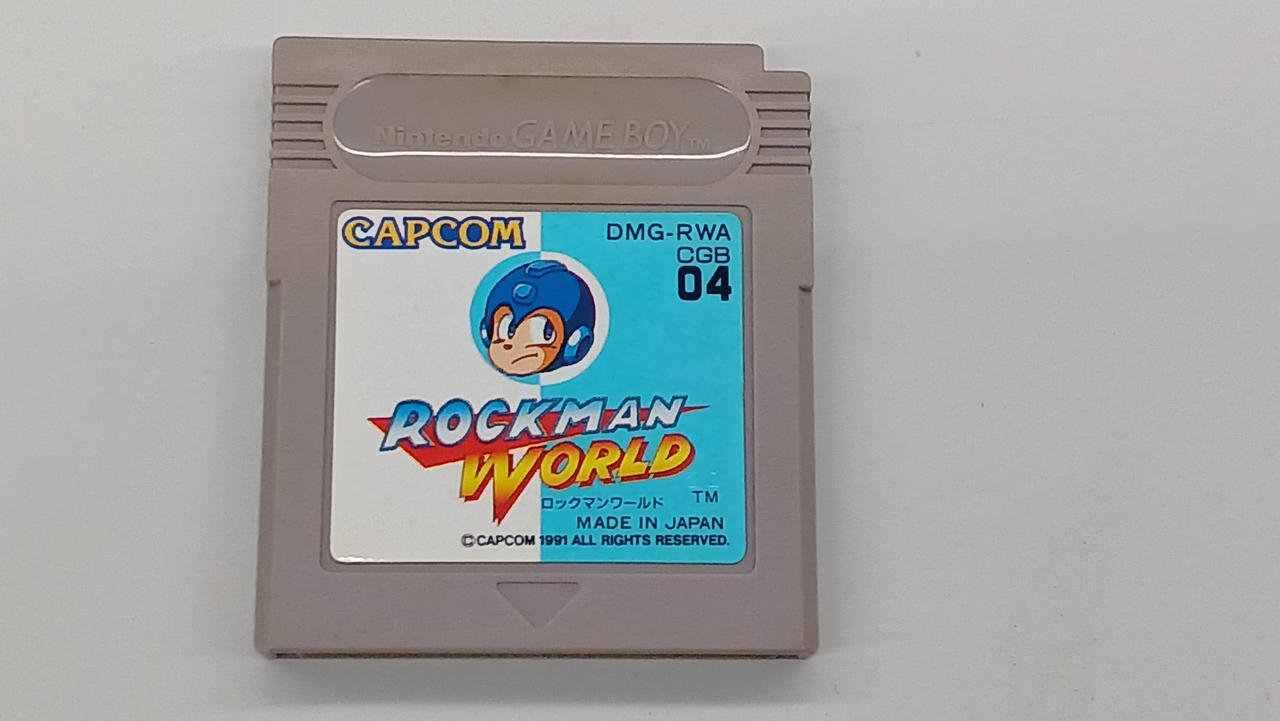 Nintendo GAME BOY TM
CAPCOM
DMG-RWA
CGB
04
ROCKMAN
WORLD
ロックマンワールド TM
MADE IN JAPAN
©CAPCOM 1991 ALL RIGHTS RESERVED.